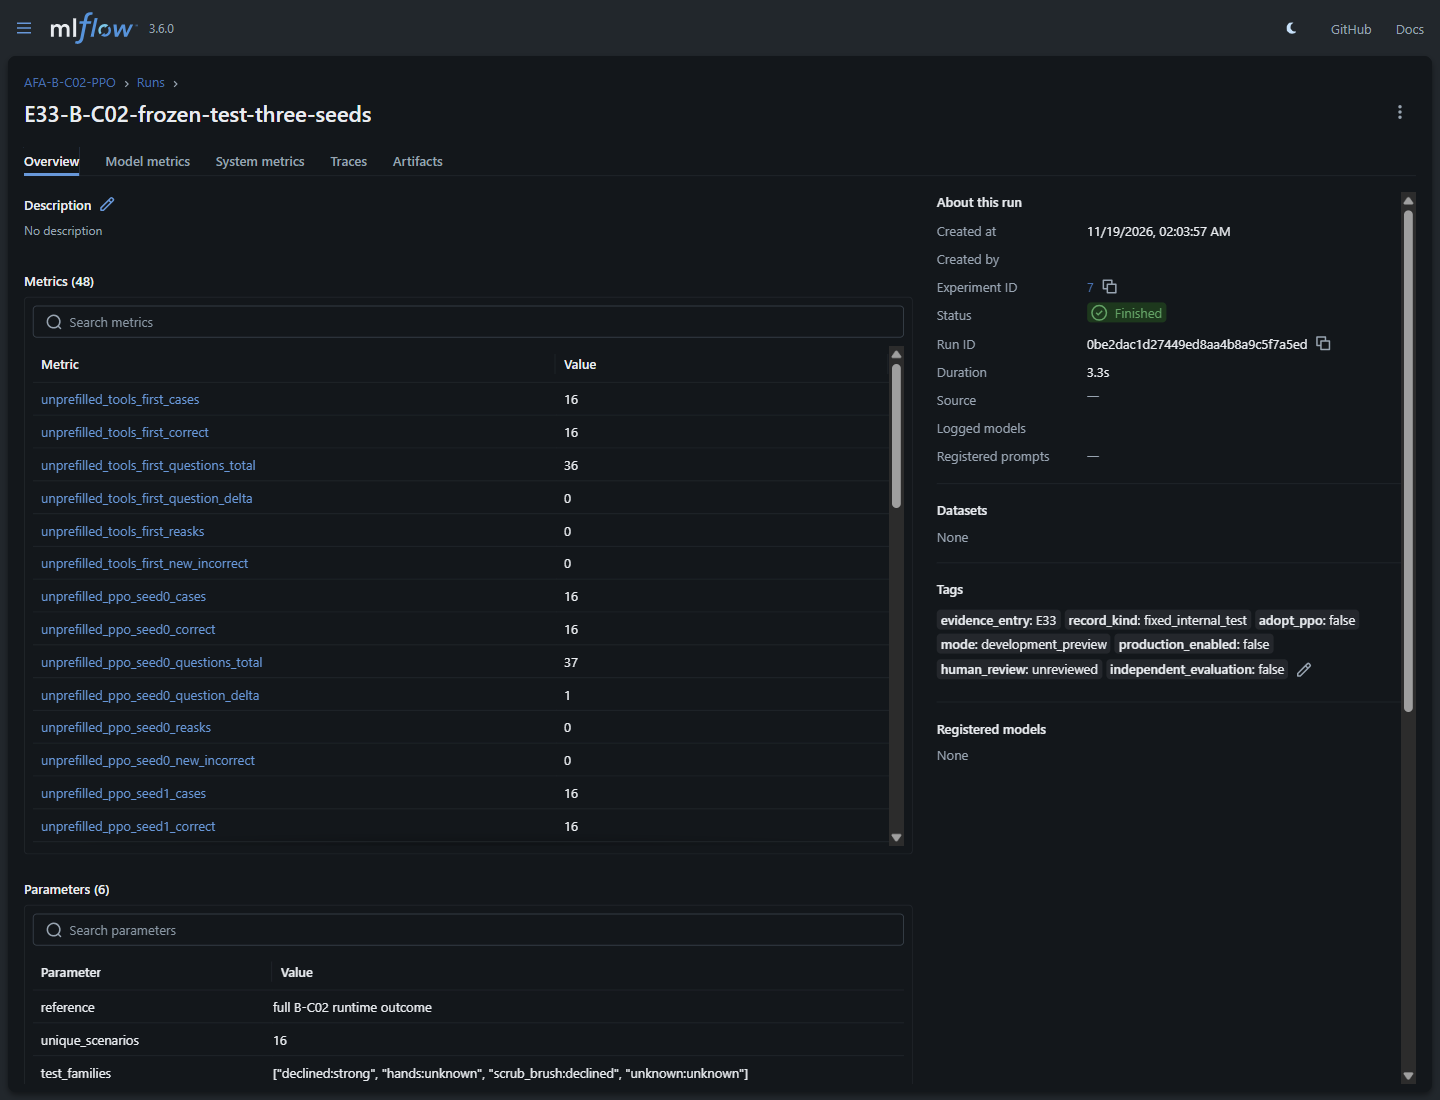 mlflow 3.6.0
GitHub
Docs
AFA-B-C02-PPO › Runs ›
E33-B-C02-frozen-test-three-seeds
Overview
Model metrics
System metrics
Traces
Artifacts
Description
No description
Metrics (48)
Search metrics
Metric Value
unprefilled_tools_first_cases 16
unprefilled_tools_first_correct 16
unprefilled_tools_first_questions_total 36
unprefilled_tools_first_question_delta 0
unprefilled_tools_first_reasks 0
unprefilled_tools_first_new_incorrect 0
unprefilled_ppo_seed0_cases 16
unprefilled_ppo_seed0_correct 16
unprefilled_ppo_seed0_questions_total 37
unprefilled_ppo_seed0_question_delta 1
unprefilled_ppo_seed0_reasks 0
unprefilled_ppo_seed0_new_incorrect 0
unprefilled_ppo_seed1_cases 16
unprefilled_ppo_seed1_correct 16
Parameters (6)
Search parameters
Parameter Value
reference full B-C02 runtime outcome
unique_scenarios 16
test_families ["declined:strong", "hands:unknown", "scrub_brush:declined", "unknown:unknown"]
About this run
Created at 11/19/2026, 02:03:57 AM
Created by
Experiment ID 7
Status Finished
Run ID 0be2dac1d27449ed8aa4b8a9c5f7a5ed
Duration 3.3s
Source —
Logged models
Registered prompts —
Datasets
None
Tags
evidence_entry: E33 record_kind: fixed_internal_test adopt_ppo: false
mode: development_preview production_enabled: false
human_review: unreviewed independent_evaluation: false
Registered models
None